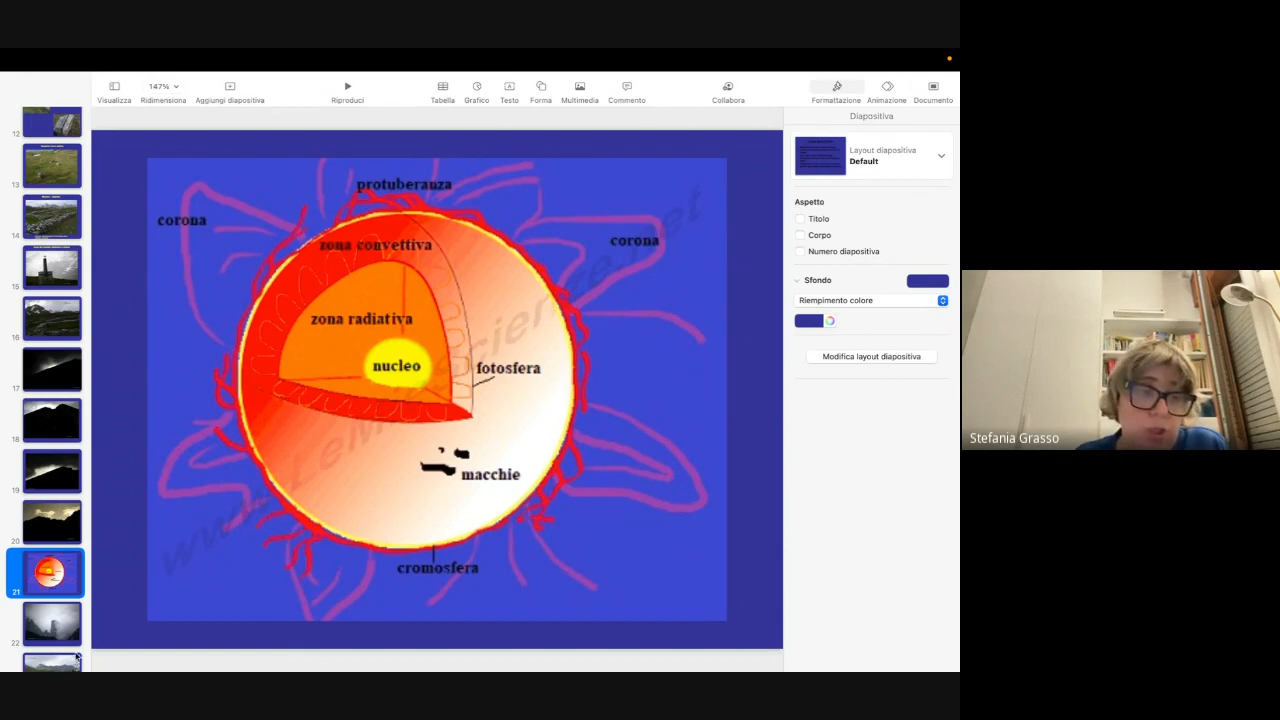 147%
Visualizza
Ridimensiona
Aggiungi diapositiva
Riproduci
Tabella
Grafico
Testo
Forma
Multimedia
Commento
Collabora
Formattazione
Animazione
Documento
12
13
14
15
16
17
18
19
20
21
22
protuberanza
corona
zona convettiva
corona
zona radiativa
nucleo
fotosfera
macchie
cromosfera
Diapositiva
Layout diapositiva
Default
Aspetto
Titolo
Corpo
Numero diapositiva
Sfondo
Riempimento colore
Modifica layout diapositiva
Stefania Grasso